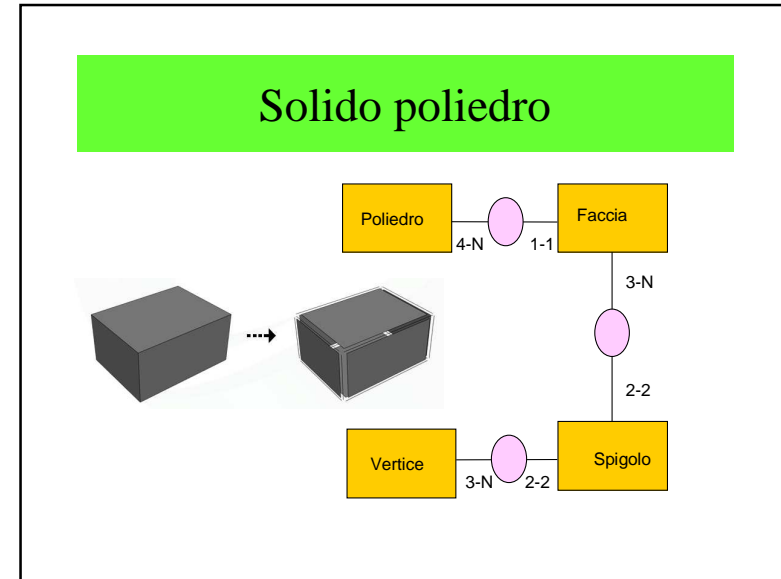 Solido poliedro
Poliedro
4-N
1-1
Faccia
3-N
2-2
Vertice
3-N
2-2
Spigolo